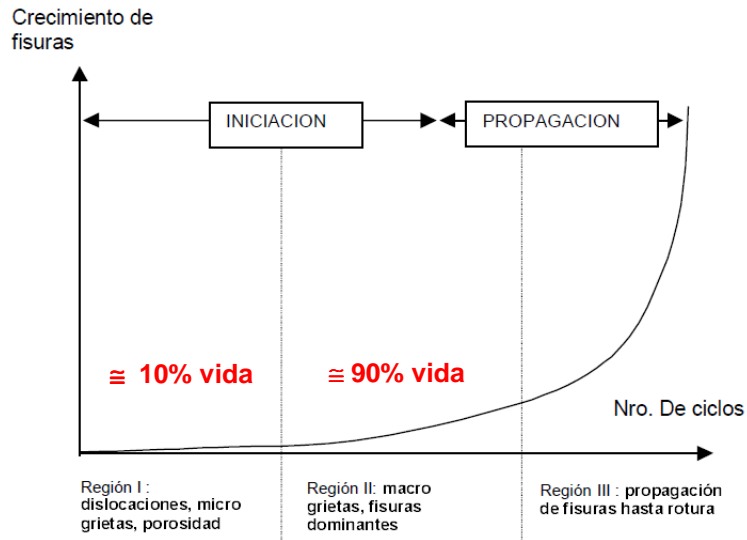 Crecimiento de
fisuras
INICIACION
PROPAGACION
≅ 10% vida
≅ 90% vida
Nro. De ciclos
Región I :
dislocaciones, micro
grietas, porosidad
Región II: macro
grietas, fisuras
dominantes
Región III : propagación
de fisuras hasta rotura